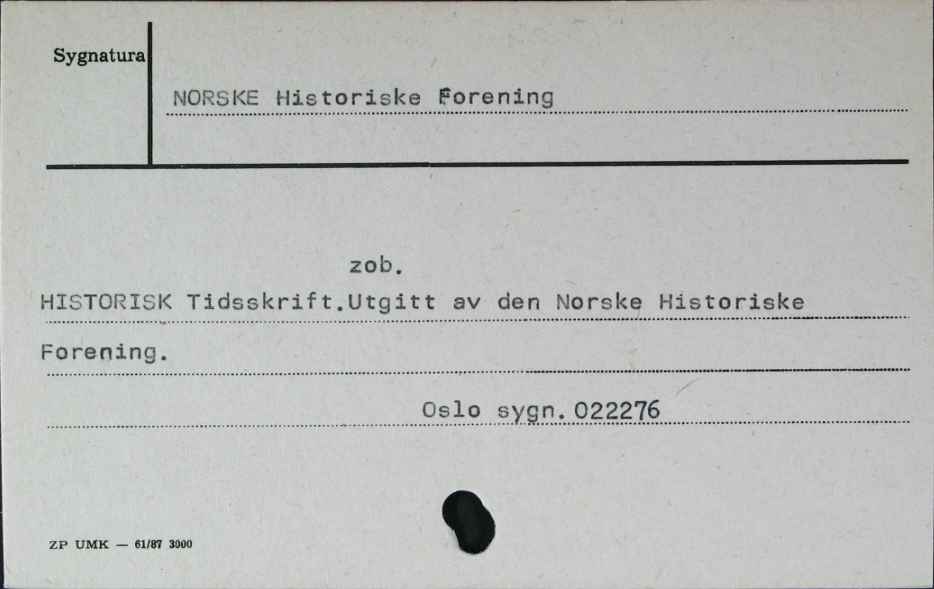 Sygnatura
NORSKE Historiske Forening
zob.
HISTORISK Tidsskrift.Utgitt av den Norske Historiske
Forening.
Oslo sygn. 022276
ZP UMK — 61/87 3000